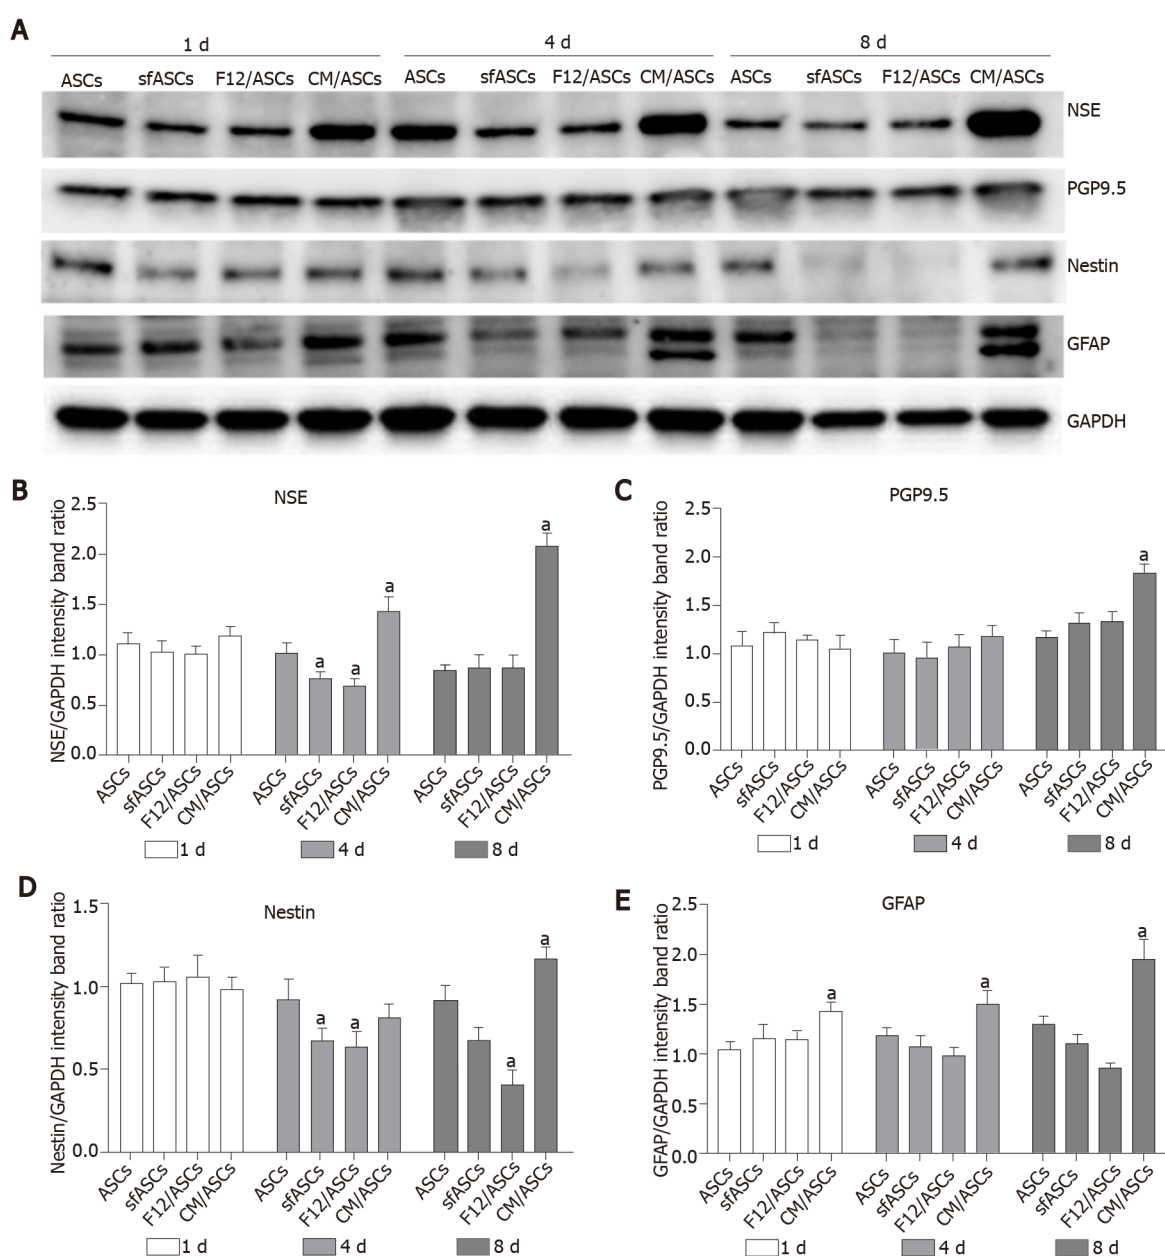 A
1 d 4 d 8 d
ASCs sfASCs F12/ASCs CM/ASCs ASCs sfASCs F12/ASCs CM/ASCs ASCs sfASCs F12/ASCs CM/ASCs
NSE
PGP9.5
Nestin
GFAP
GAPDH
B
NSE
NSE/GAPDH intensity band ratio
2.5
2.0
1.5
1.0
0.5
0.0
a a a a
ASCs sfASCs F12/ASCs CM/ASCs ASCs sfASCs F12/ASCs CM/ASCs ASCs sfASCs F12/ASCs CM/ASCs
1 d 4 d 8 d
C
PGP9.5
PGP9.5/GAPDH intensity band ratio
2.5
2.0
1.5
1.0
0.5
0.0
a
ASCs sfASCs F12/ASCs CM/ASCs ASCs sfASCs F12/ASCs CM/ASCs ASCs sfASCs F12/ASCs CM/ASCs
1 d 4 d 8 d
D
Nestin
Nestin/GAPDH intensity band ratio
1.5
1.0
0.5
0.0
a a a a
ASCs sfASCs F12/ASCs CM/ASCs ASCs sfASCs F12/ASCs CM/ASCs ASCs sfASCs F12/ASCs CM/ASCs
1 d 4 d 8 d
E
GFAP
GFAP/GAPDH intensity band ratio
2.5
2.0
1.5
1.0
0.5
0.0
a a a
ASCs sfASCs F12/ASCs CM/ASCs ASCs sfASCs F12/ASCs CM/ASCs ASCs sfASCs F12/ASCs CM/ASCs
1 d 4 d 8 d